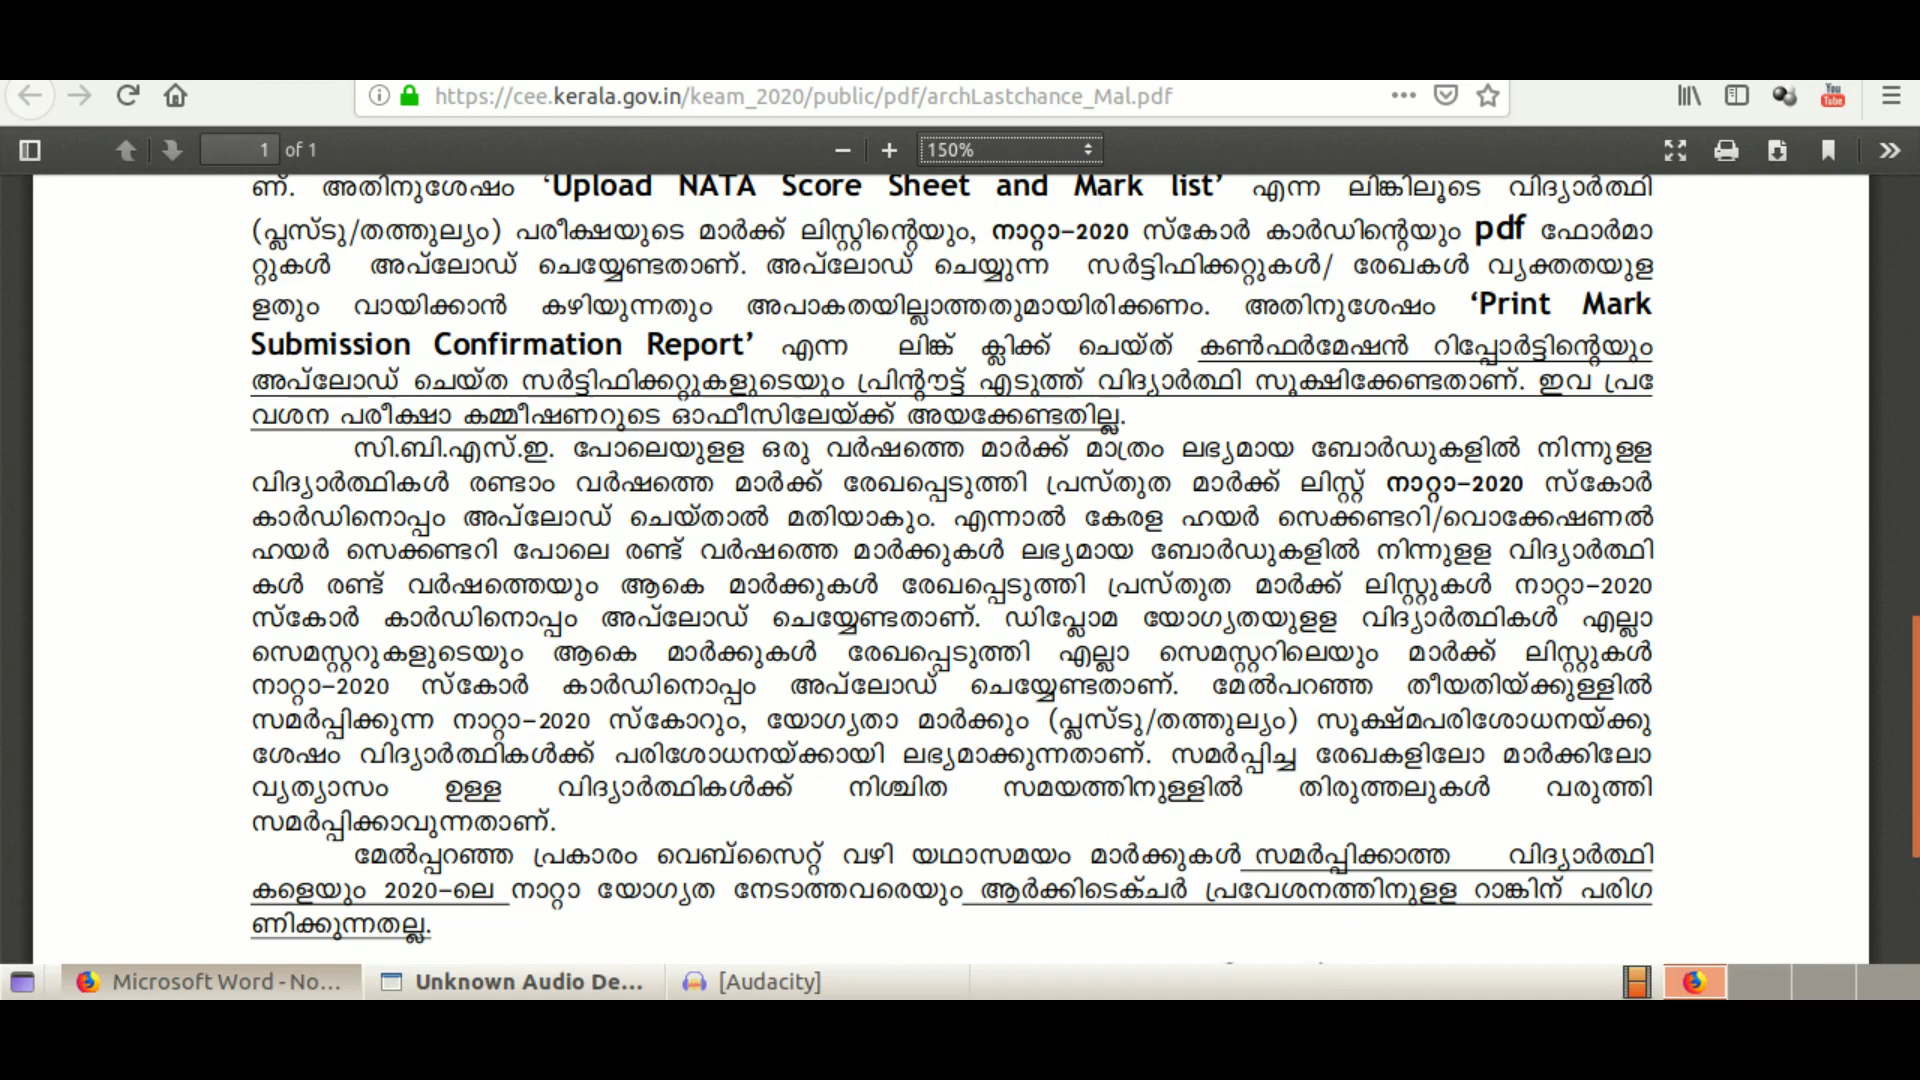 https://cee.kerala.gov.in/keam_2020/public/pdf/archLastchance_Mal.pdf
You Tube
1 of 1
150%
ണ്. അതിനുശേഷം ‘Upload NATA Score Sheet and Mark list’ എന്ന ലിങ്കിലൂടെ വിദ്യാർത്ഥി
(പ്ലസ്ടു/തത്തുല്യം) പരീക്ഷയുടെ മാർക്ക് ലിസ്റ്റിന്റെയും, നാറ്റാ-2020 സ്കോർ കാർഡിന്റെയും pdf ഫോർമാ
റ്റുകൾ അപ്‌ലോഡ് ചെയ്യേണ്ടതാണ്. അപ്‌ലോഡ് ചെയ്യുന്ന സർട്ടിഫിക്കറ്റുകൾ/ രേഖകൾ വ്യക്തതയുള
ളതും വായിക്കാൻ കഴിയുന്നതും അപാകതയില്ലാത്തതുമായിരിക്കണം. അതിനുശേഷം ‘Print Mark
Submission Confirmation Report’ എന്ന ലിങ്ക് ക്ലിക്ക് ചെയ്ത് കൺഫർമേഷൻ റിപ്പോർട്ടിന്റെയും
അപ്‌ലോഡ് ചെയ്ത സർട്ടിഫിക്കറ്റുകളുടെയും പ്രിന്റൗട്ട് എടുത്ത് വിദ്യാർത്ഥി സൂക്ഷിക്കേണ്ടതാണ്. ഇവ പ്രവേ
വശന പരീക്ഷാ കമ്മീഷണറുടെ ഓഫീസിലേയ്ക്ക് അയക്കേണ്ടതില്ല.
സി.ബി.എസ്.ഇ. പോലെയുളള ഒരു വർഷത്തെ മാർക്ക് മാത്രം ലഭ്യമായ ബോർഡുകളിൽ നിന്നുളള
വിദ്യാർത്ഥികൾ രണ്ടാം വർഷത്തെ മാർക്ക് രേഖപ്പെടുത്തി പ്രസ്തുത മാർക്ക് ലിസ്റ്റ് നാറ്റാ-2020 സ്കോർ
കാർഡിനൊപ്പം അപ്‌ലോഡ് ചെയ്താൽ മതിയാകും. എന്നാൽ കേരള ഹയർ സെക്കണ്ടറി/വൊക്കേഷണൽ
ഹയർ സെക്കണ്ടറി പോലെ രണ്ട് വർഷത്തെ മാർക്കുകൾ ലഭ്യമായ ബോർഡുകളിൽ നിന്നുളള വിദ്യാർത്ഥി
കൾ രണ്ട് വർഷത്തെയും ആകെ മാർക്കുകൾ രേഖപ്പെടുത്തി പ്രസ്തുത മാർക്ക് ലിസ്റ്റുകൾ നാറ്റാ-2020
സ്കോർ കാർഡിനൊപ്പം അപ്‌ലോഡ് ചെയ്യേണ്ടതാണ്. ഡിപ്ലോമ യോഗ്യതയുളള വിദ്യാർത്ഥികൾ എല്ലാ
സെമസ്റ്ററുകളുടെയും ആകെ മാർക്കുകൾ രേഖപ്പെടുത്തി എല്ലാ സെമസ്റ്ററിലെയും മാർക്ക് ലിസ്റ്റുകൾ
നാറ്റാ-2020 സ്കോർ കാർഡിനൊപ്പം അപ്‌ലോഡ് ചെയ്യേണ്ടതാണ്. മേൽപറഞ്ഞ തീയതിയ്ക്കുള്ളിൽ
സമർപ്പിക്കുന്ന നാറ്റാ-2020 സ്കോറും, യോഗ്യതാ മാർക്കും (പ്ലസ്ടു/തത്തുല്യം) സൂക്ഷ്മപരിശോധനയ്ക്കു
ശേഷം വിദ്യാർത്ഥികൾക്ക് പരിശോധനയ്ക്കായി ലഭ്യമാക്കുന്നതാണ്. സമർപ്പിച്ച രേഖകളിലോ മാർക്കിലോ
വ്യത്യാസം ഉള്ള വിദ്യാർത്ഥികൾക്ക് നിശ്ചിത സമയത്തിനുള്ളിൽ തിരുത്തലുകൾ വരുത്തി
സമർപ്പിക്കാവുന്നതാണ്.
മേൽപ്പറഞ്ഞ പ്രകാരം വെബ്സൈറ്റ് വഴി യഥാസമയം മാർക്കുകൾ സമർപ്പിക്കാത്ത വിദ്യാർത്ഥി
കളെയും 2020-ലെ നാറ്റാ യോഗ്യത നേടാത്തവരെയും ആർക്കിടെക്ചർ പ്രവേശനത്തിനുളള റാങ്കിന് പരിഗ
ണിക്കുന്നതല്ല.
Microsoft Word - No...
Unknown Audio De...
[Audacity]